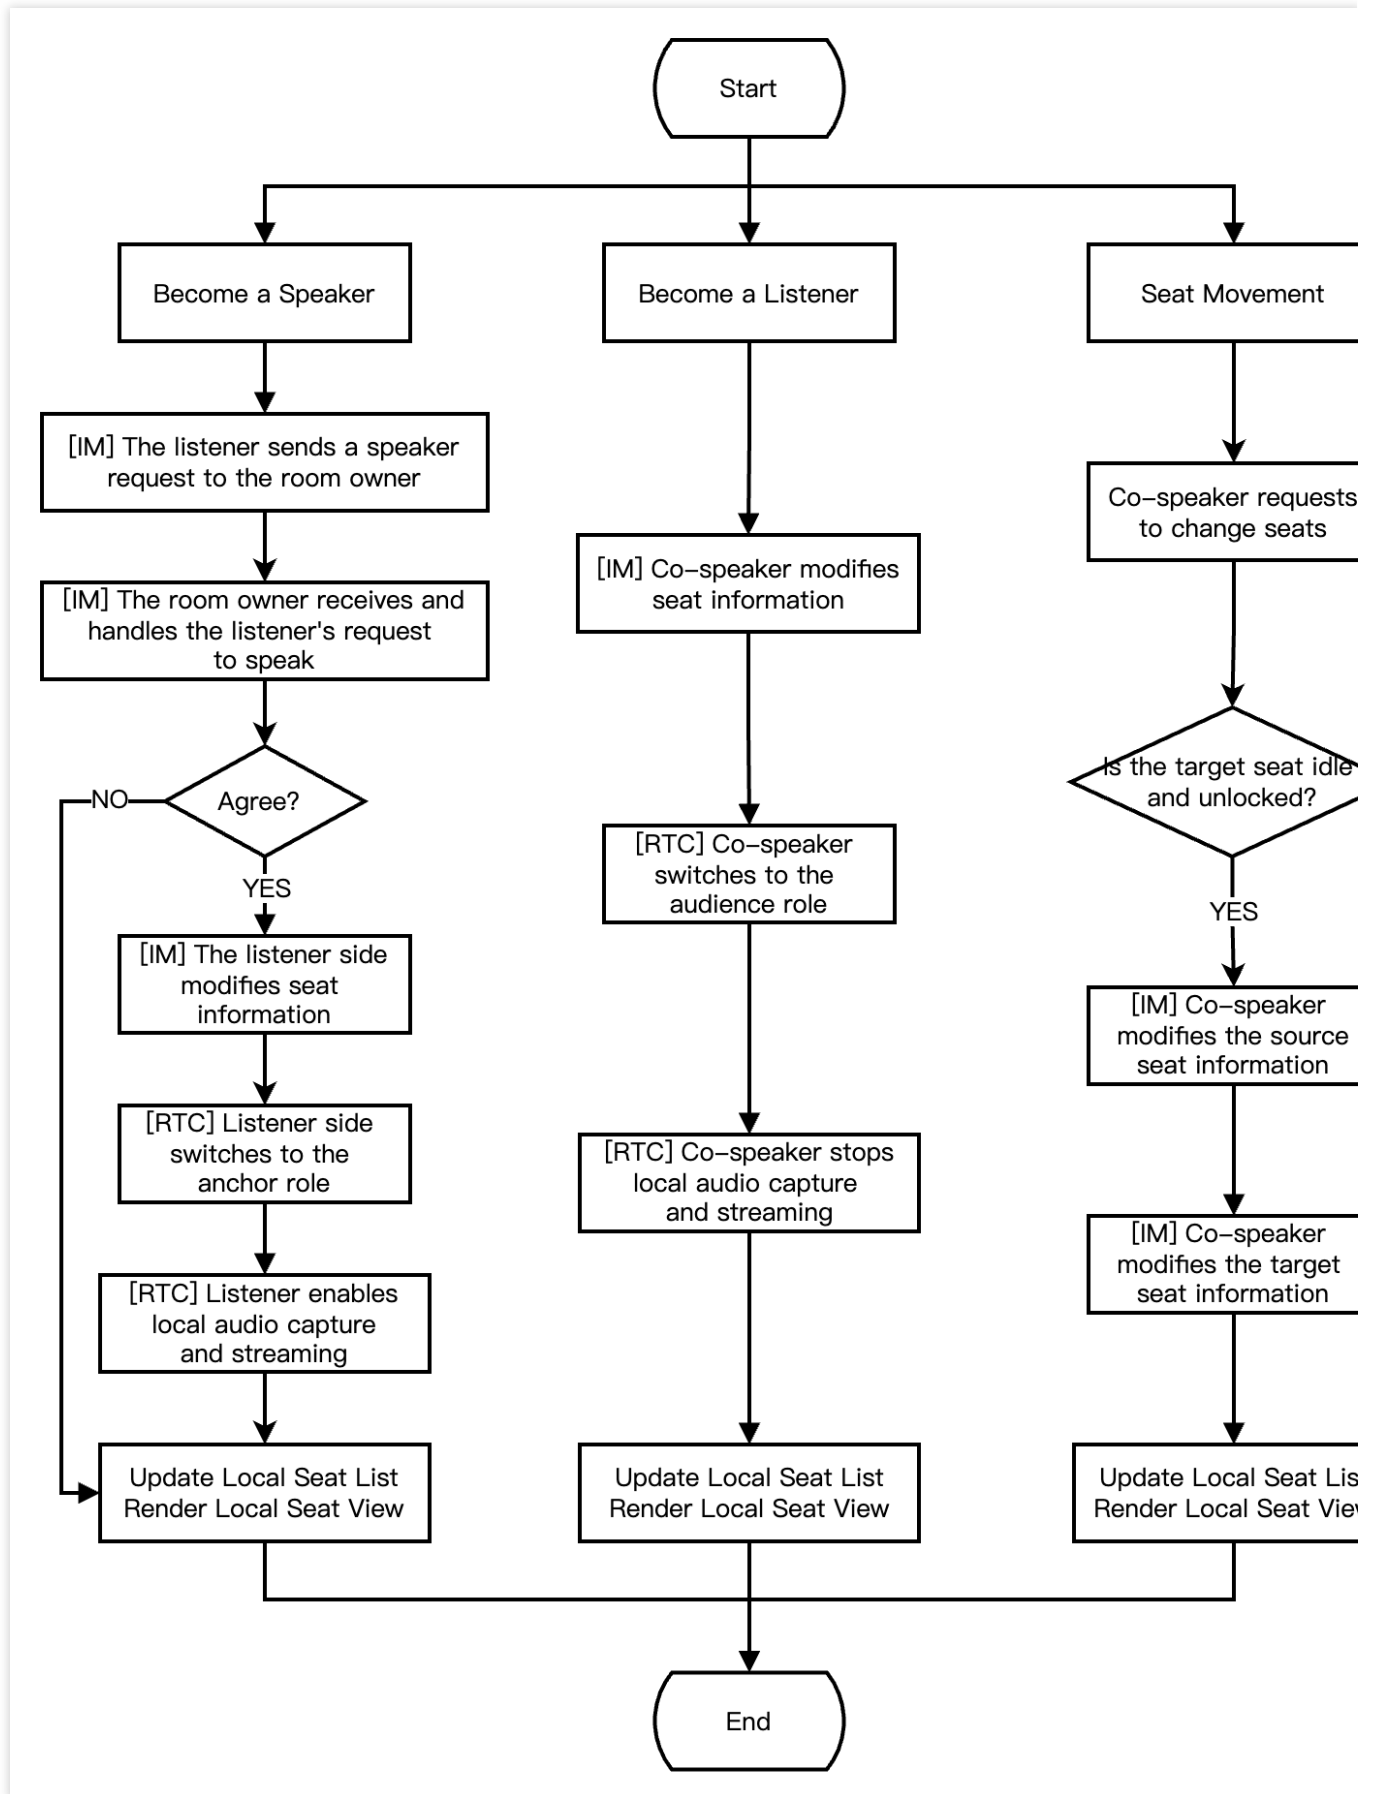 Start
Become a Speaker
Become a Listener
Seat Movement
[IM] The listener sends a speaker
request to the room owner
[IM] The room owner receives and
handles the listener's request
to speak
Agree?
NO
YES
[IM] The listener side
modifies seat
information
[RTC] Listener side
switches to the
anchor role
[RTC] Listener enables
local audio capture
and streaming
Update Local Seat List
Render Local Seat View
[IM] Co–speaker modifies
seat information
[RTC] Co-speaker
switches to the
audience role
[RTC] Co–speaker stops
local audio capture
and streaming
Update Local Seat List
Render Local Seat View
Co–speaker requests
to change seats
Is the target seat idle
and unlocked?
YES
[IM] Co–speaker
modifies the source
seat information
[IM] Co–speaker
modifies the target
seat information
Update Local Seat
Render Local Seat
End